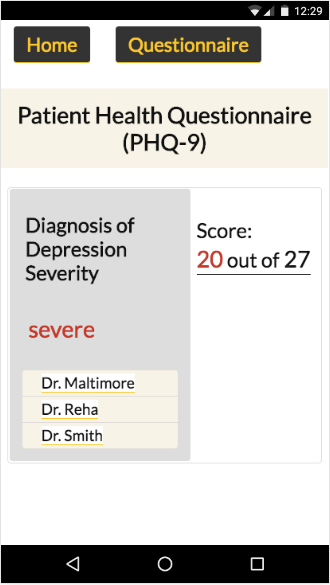 12:29
Home Questionnaire
Patient Health Questionnaire
(PHQ-9)
Diagnosis of
Depression
Severity
severe
Dr. Maltimore
Dr. Reha
Dr. Smith
Score:
20 out of 27